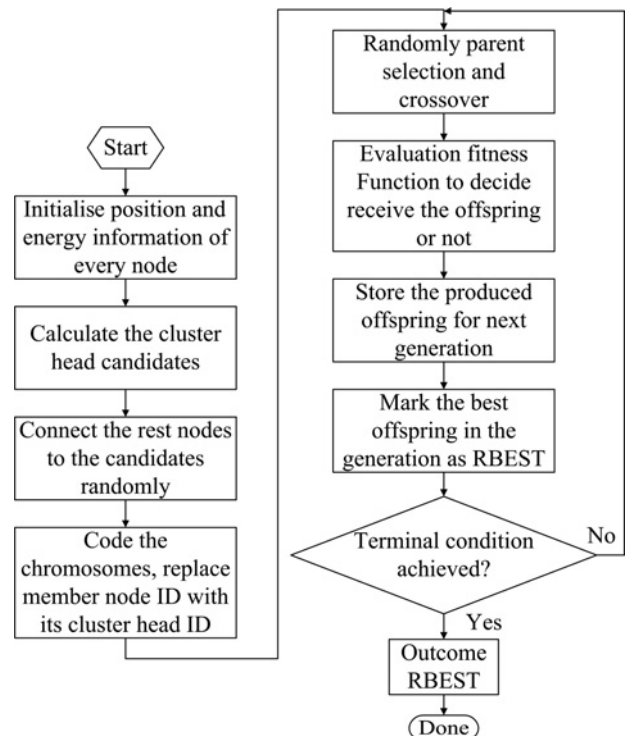 Start
Initialise position and
energy information of
every node
Calculate the cluster
head candidates
Connect the rest nodes
to the candidates
randomly
Code the
chromosomes, replace
member node ID with
its cluster head ID
Randomly parent
selection and
crossover
Evaluation fitness
Function to decide
receive the offspring
or not
Store the produced
offspring for next
generation
Mark the best
offspring in the
generation as RBEST
Terminal condition
achieved?
No
Yes
Outcome
RBEST
Done